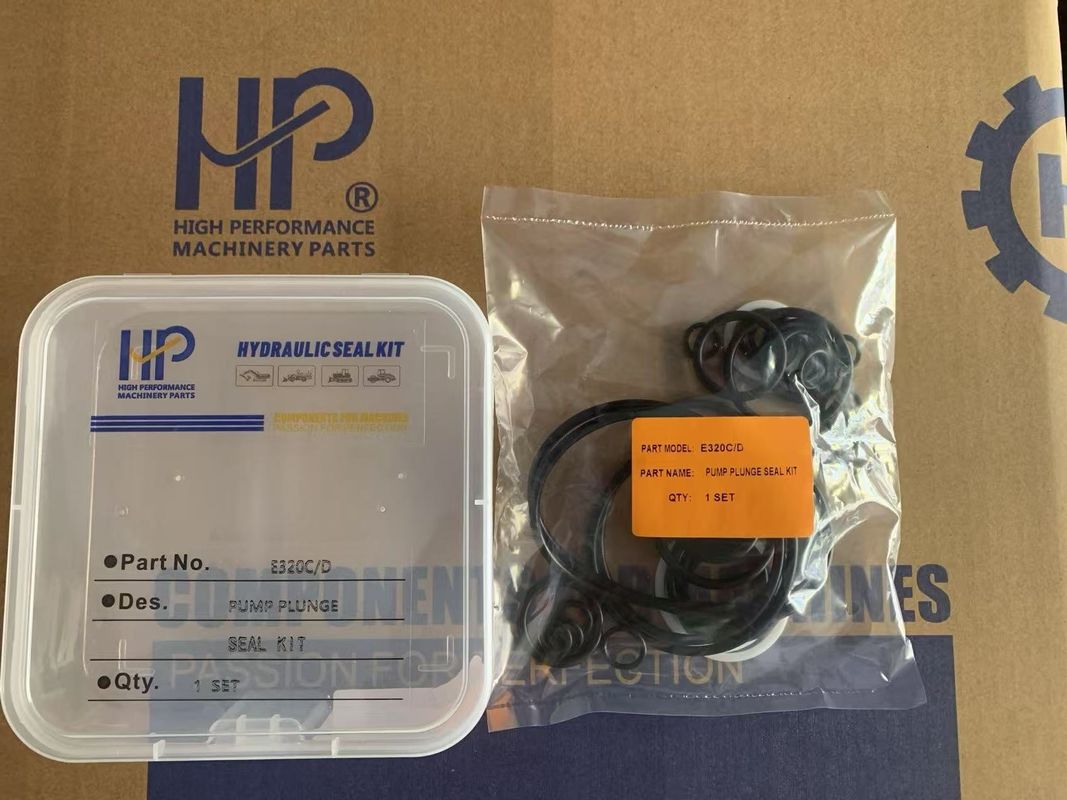 HP
®
HIGH PERFORMANCE
MACHINERY PARTS
H
HP
HIGH PERFORMANCE
MACHINERY PARTS
HYDRAULIC SEAL KIT
COMPONENTS FOR MACHINES
PASSION FOR PERFECTION
Part No. E320C/D
Des. PUMP PLUNGE
SEAL KIT
Qty. 1 SET
PART MODEL: E320C/D
PART NAME: PUMP PLUNGE SEAL KIT
QTY: 1 SET
COMPONEN MACHINES
PASSION FOR PERFECTION